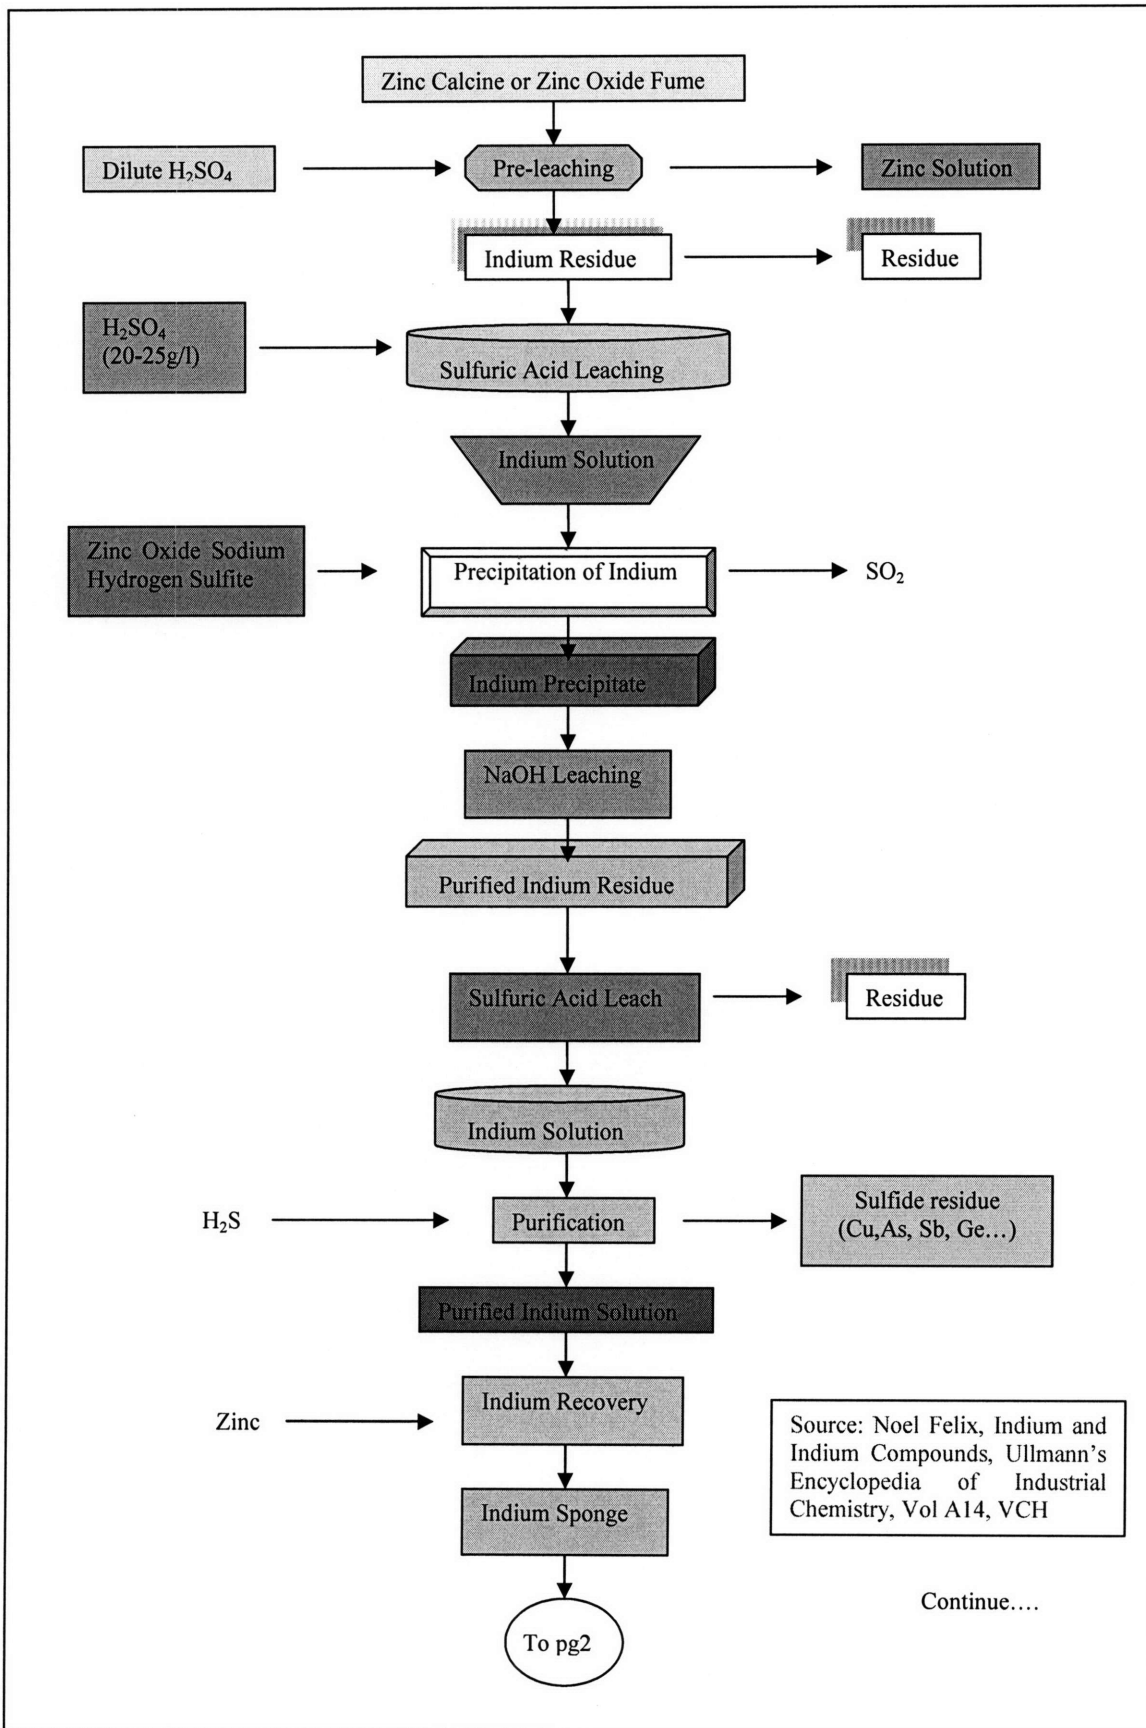 Zinc Calcine or Zinc Oxide Fume
Dilute H₂SO₄
Pre-leaching
Zinc Solution
Indium Residue
Residue
H₂SO₄
(20-25g/l)
Sulfuric Acid Leaching
Indium Solution
Zinc Oxide Sodium
Hydrogen Sulfite
Precipitation of Indium
SO₂
Indium Precipitate
NaOH Leaching
Purified Indium Residue
Sulfuric Acid Leach
Residue
Indium Solution
H₂S
Purification
Sulfide residue
(Cu,As, Sb, Ge…)
Purified Indium Solution
Zinc
Indium Recovery
Indium Sponge
Source: Noel Felix, Indium and
Indium Compounds, Ullmann’s
Encyclopedia of Industrial
Chemistry, Vol A14, VCH
Continue….
To pg2